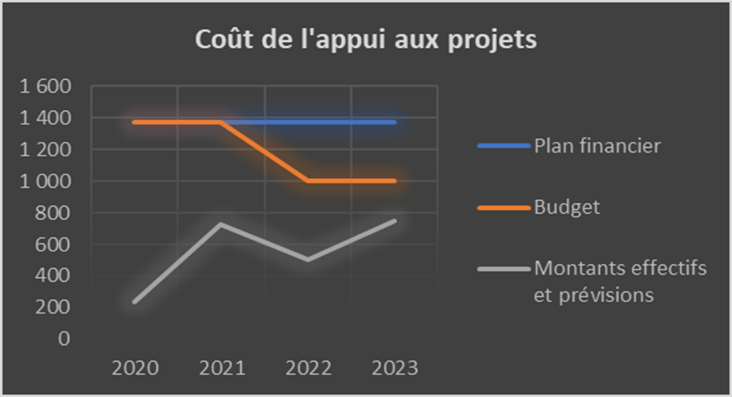 Coût de l'appui aux projets
1 600
1 400
1 200
1 000
800
600
400
200
0
2020 2021 2022 2023
Plan financier
Budget
Montants effectifs
et prévisions